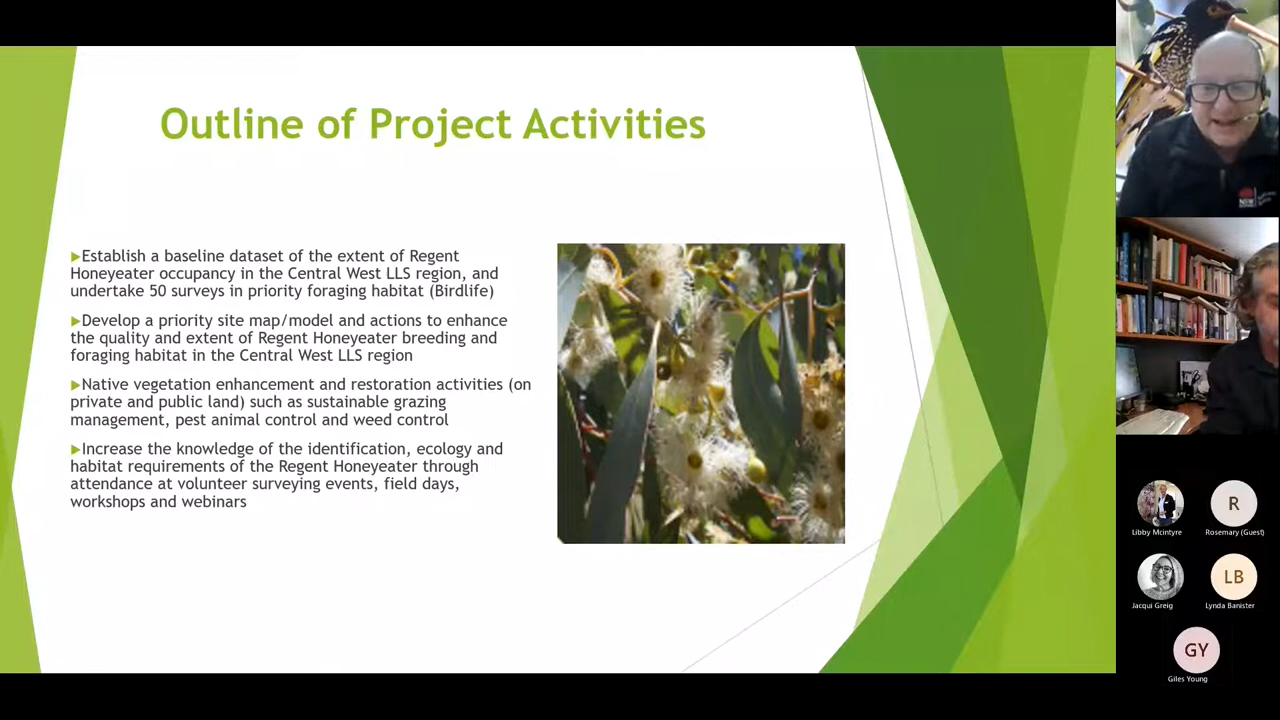 Outline of Project Activities
▶Establish a baseline dataset of the extent of Regent
Honeyeater occupancy in the Central West LLS region, and
undertake 50 surveys in priority foraging habitat (Birdlife)
▶Develop a priority site map/model and actions to enhance
the quality and extent of Regent Honeyeater breeding and
foraging habitat in the Central West LLS region
▶Native vegetation enhancement and restoration activities (on
private and public land) such as sustainable grazing
management, pest animal control and weed control
▶Increase the knowledge of the identification, ecology and
habitat requirements of the Regent Honeyeater through
attendance at volunteer surveying events, field days,
workshops and webinars
NSW
R
Libby Mcintyre
Rosemary (Guest)
LB
Jacqui Greig
Lynda Banister
GY
Giles Young